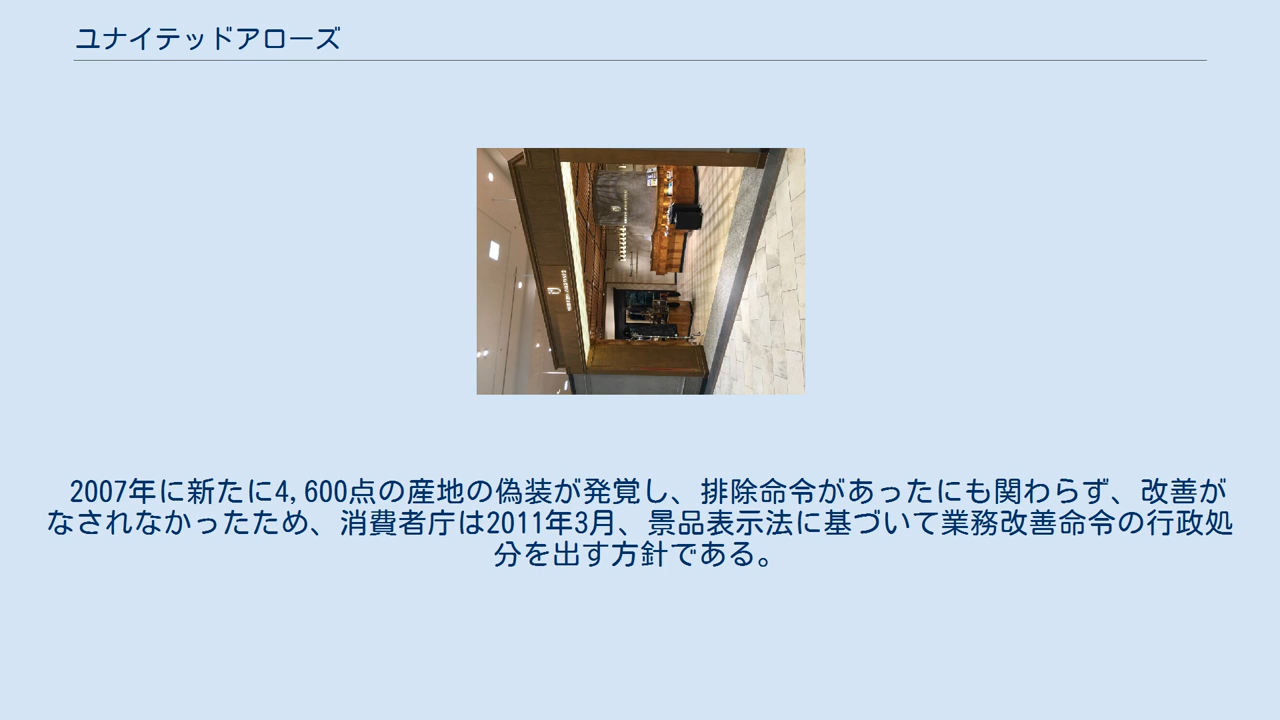 ユナイテッドアローズ
2007年に新たに4,600点の産地の偽装が発覚し、排除命令があったにも関わらず、改善が
なされなかったため、消費者庁は2011年3月、景品表示法に基づいて業務改善命令の行政処
分を出す方針である。